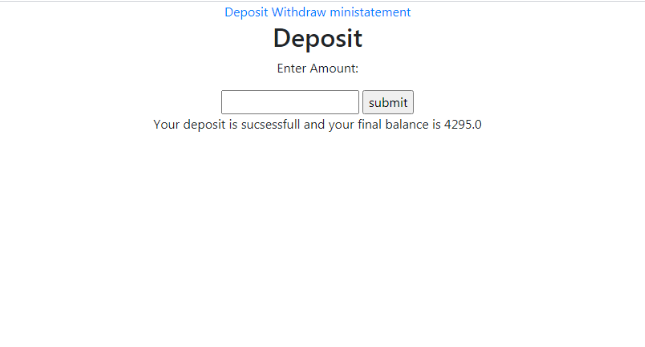 Deposit Withdraw ministatement
Deposit
Enter Amount:
submit
Your deposit is sucsessfull and your final balance is 4295.0